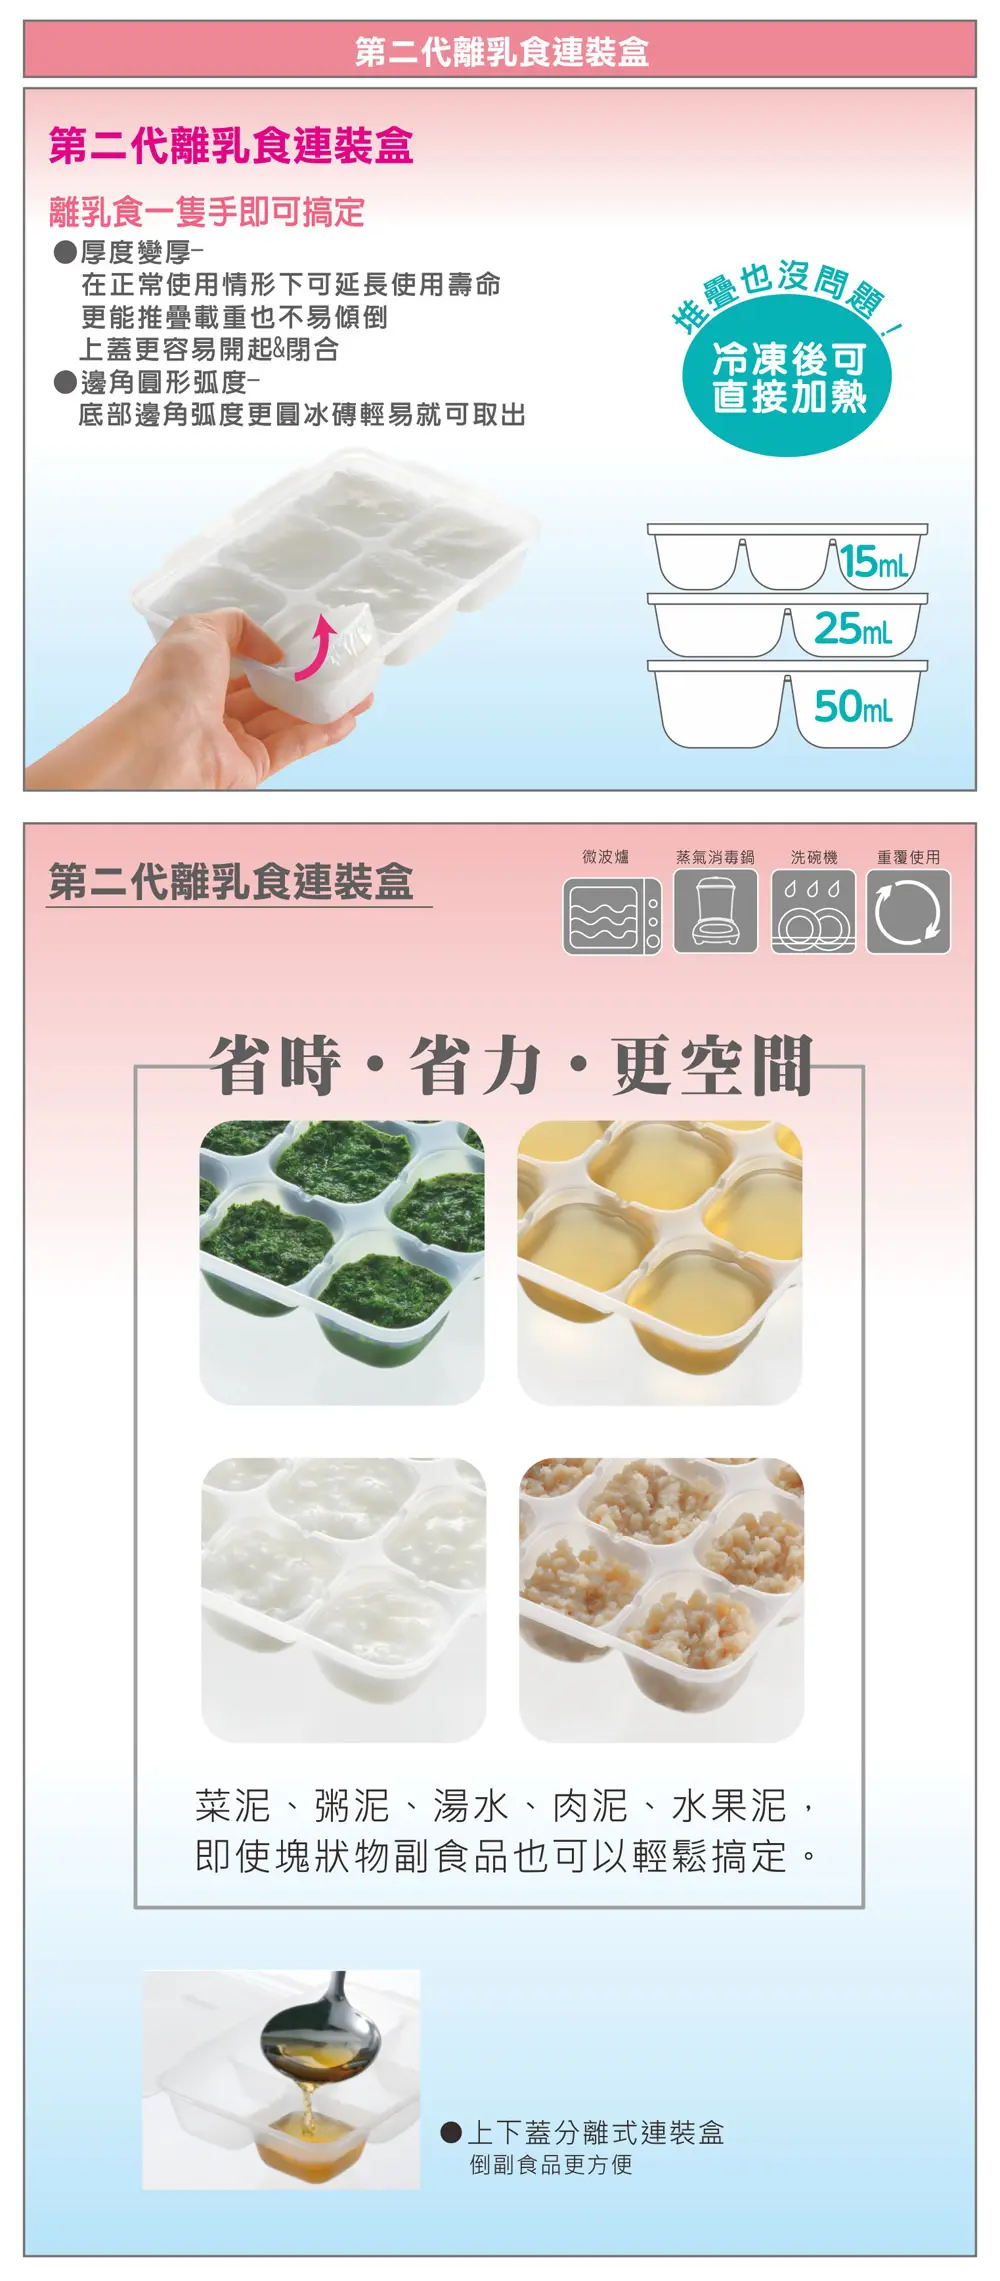 第二代離乳食連裝盒
第二代離乳食連裝盒
離乳食一隻手即可搞定
●厚度變厚–
在正常使用情形下可延長使用壽命
更能推疊載重也不易傾倒
上蓋更容易開起&閉合
●邊角圓形弧度–
底部邊角弧度更圓冰磚輕易就可取出
堆疊也沒問題!
冷凍後可
直接加熱
15mL
25mL
50mL
第二代離乳食連裝盒
微波爐
蒸氣消毒鍋
洗碗機
重覆使用
省時・省力・更空間
菜泥、粥泥、湯水、肉泥、水果泥，
即使塊狀物副食品也可以輕鬆搞定。
●上下蓋分離式連裝盒
倒副食品更方便